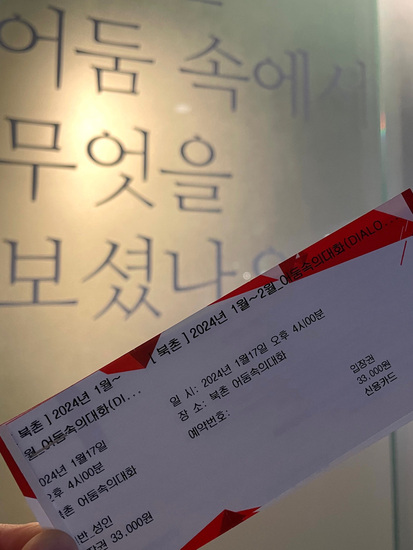 어둠 속에서
무엇을
보셨나요
[ 북촌 ] 2024년 1월~2월_어둠속의대화(DIALO...
일 시: 2024년 1월17일 오후 4시00분
장 소: 북촌 어둠속의대화
예약번호:
입장권
33,000원
신용카드
북촌 ] 2024년 1월~
월_어둠속의대화(DI...
024년 1월17일
오후 4시00분
북촌 어둠속의대화
반_성인
장권 33,000원